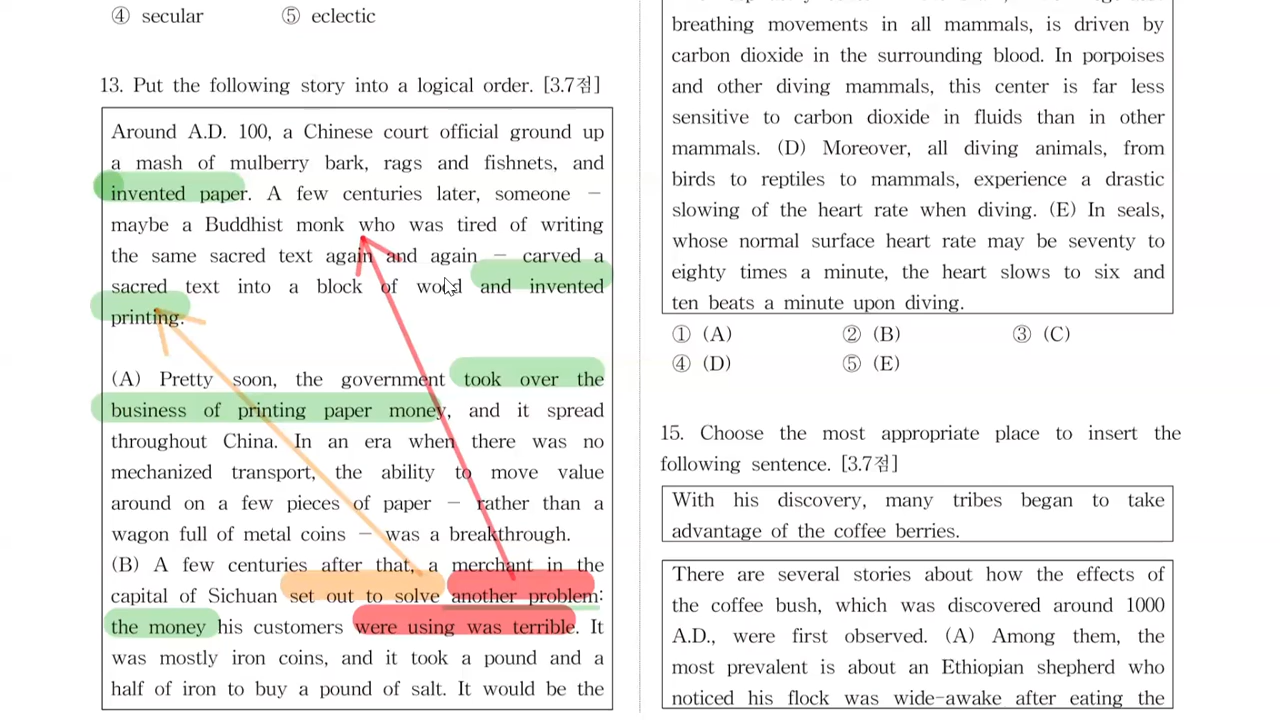 ④ secular ⑤ eclectic
13. Put the following story into a logical order. [3.7점]
Around A.D. 100, a Chinese court official ground up
a mash of mulberry bark, rags and fishnets, and
invented paper. A few centuries later, someone –
maybe a Buddhist monk who was tired of writing
the same sacred text again and again – carved a
sacred text into a block of wood and invented
printing.
(A) Pretty soon, the government took over the
business of printing paper money, and it spread
throughout China. In an era when there was no
mechanized transport, the ability to move value
around on a few pieces of paper – rather than a
wagon full of metal coins – was a breakthrough.
(B) A few centuries after that, a merchant in the
capital of Sichuan set out to solve another problem:
the money his customers were using was terrible. It
was mostly iron coins, and it took a pound and a
half of iron to buy a pound of salt. It would be the
breathing movements in all mammals, is driven by
carbon dioxide in the surrounding blood. In porpoises
and other diving mammals, this center is far less
sensitive to carbon dioxide in fluids than in other
mammals. (D) Moreover, all diving animals, from
birds to reptiles to mammals, experience a drastic
slowing of the heart rate when diving. (E) In seals,
whose normal surface heart rate may be seventy to
eighty times a minute, the heart slows to six and
ten beats a minute upon diving.
① (A) ② (B) ③ (C)
④ (D) ⑤ (E)
15. Choose the most appropriate place to insert the
following sentence. [3.7점]
With his discovery, many tribes began to take
advantage of the coffee berries.
There are several stories about how the effects of
the coffee bush, which was discovered around 1000
A.D., were first observed. (A) Among them, the
most prevalent is about an Ethiopian shepherd who
noticed his flock was wide-awake after eating the